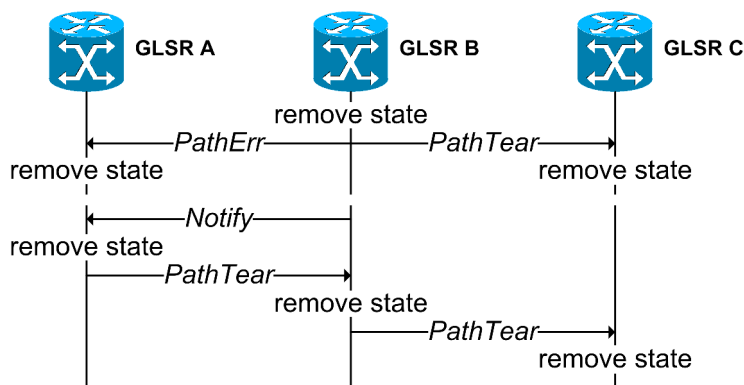 GLSR A GLSR B GLSR C
remove state
PathErr PathTear
remove state remove state
Notify
remove state
PathTear
remove state
PathTear
remove state